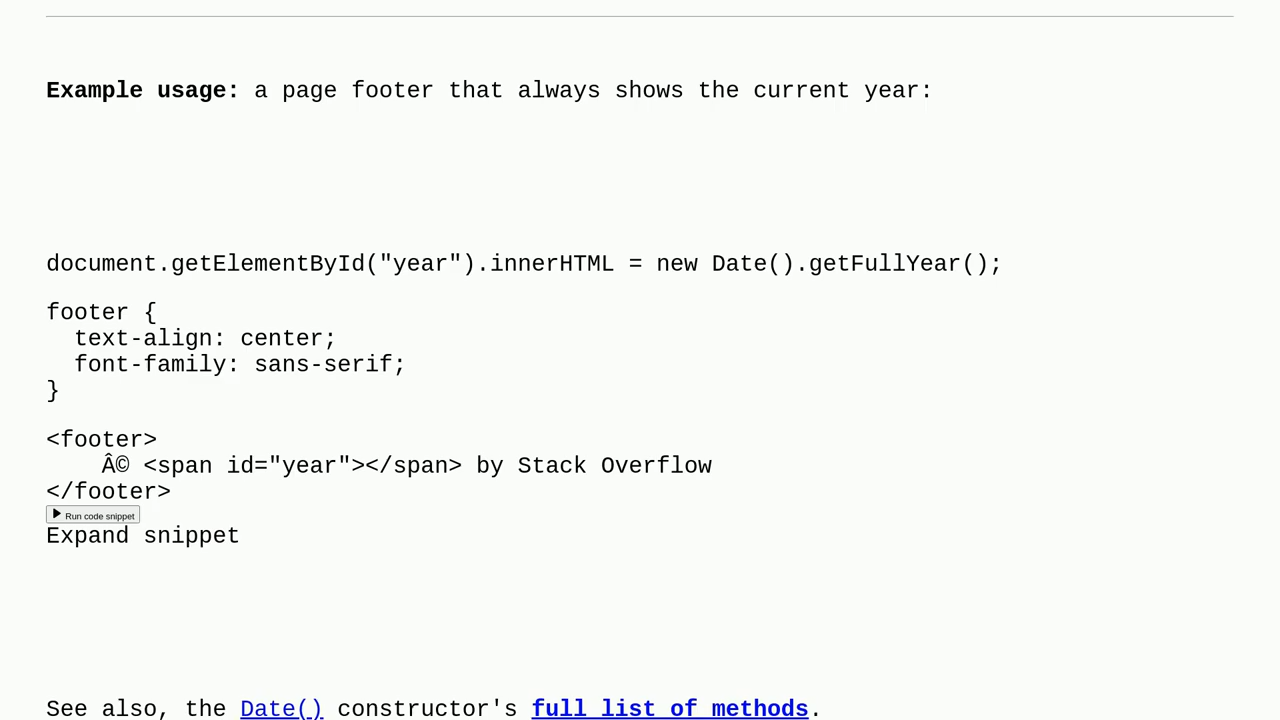 Example usage: a page footer that always shows the current year:
document.getElementById("year").innerHTML = new Date().getFullYear();
footer {
  text-align: center;
  font-family: sans-serif;
}
<footer>
    Â© <span id="year"></span> by Stack Overflow
</footer>
Run code snippet
Expand snippet
See also, the Date() constructor's full list of methods.